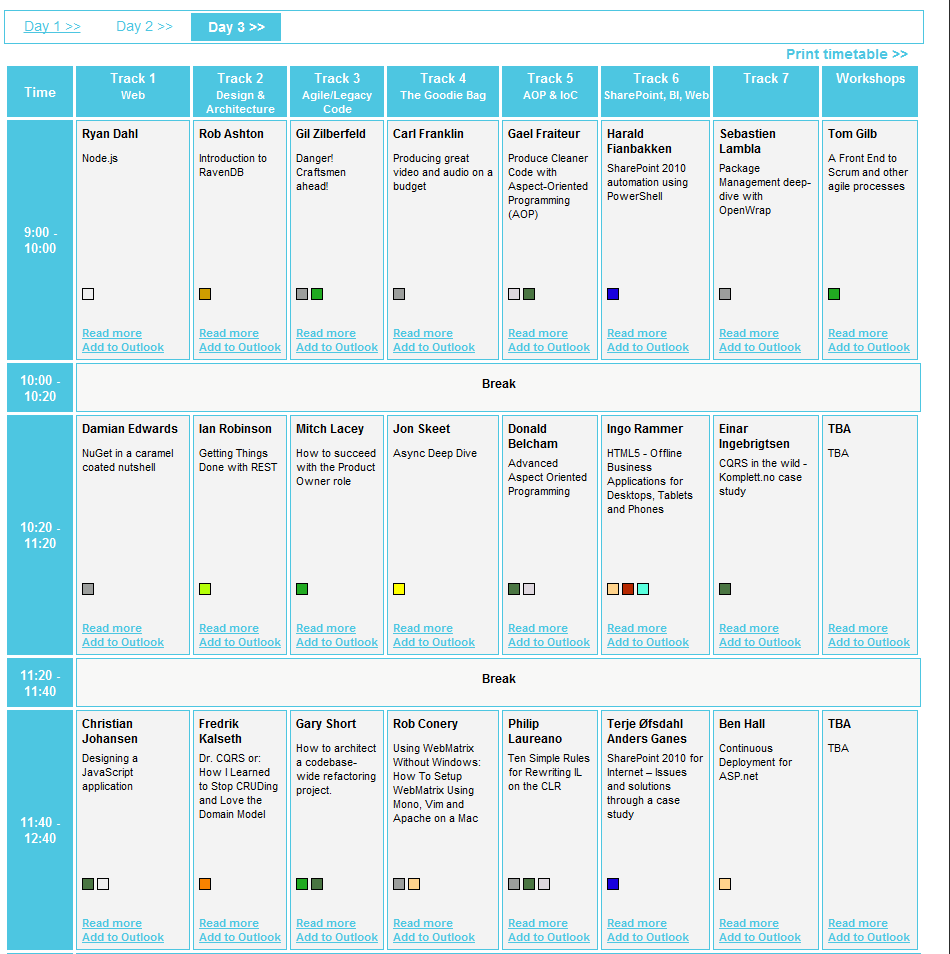 Day 1 >> Day 2 >> Day 3 >>
Print timetable >>
Time
Track 1
Web
Track 2
Design &
Architecture
Track 3
Agile/Legacy
Code
Track 4
The Goodie Bag
Track 5
AOP & IoC
Track 6
SharePoint, BI, Web
Track 7
Workshops
9:00 -
10:00
Ryan Dahl
Node.js
Read more
Add to Outlook
Rob Ashton
Introduction to
RavenDB
Read more
Add to Outlook
Gil Zilberfeld
Danger!
Craftsmen
ahead!
Read more
Add to Outlook
Carl Franklin
Producing great
video and audio on a
budget
Read more
Add to Outlook
Gael Fraiteur
Produce Cleaner
Code with
Aspect-Oriented
Programming
(AOP)
Read more
Add to Outlook
Harald
Fianbakken
SharePoint 2010
automation using
PowerShell
Read more
Add to Outlook
Sebastien
Lambla
Package
Management deep-
dive with
OpenWrap
Read more
Add to Outlook
Tom Gilb
A Front End to
Scrum and other
agile processes
Read more
Add to Outlook
10:00 -
10:20
Break
10:20 -
11:20
Damian Edwards
NuGet in a caramel
coated nutshell
Read more
Add to Outlook
Ian Robinson
Getting Things
Done with REST
Read more
Add to Outlook
Mitch Lacey
How to succeed
with the Product
Owner role
Read more
Add to Outlook
Jon Skeet
Async Deep Dive
Read more
Add to Outlook
Donald
Belcham
Advanced
Aspect Oriented
Programming
Read more
Add to Outlook
Ingo Rammer
HTML5 - Offline
Business
Applications for
Desktops, Tablets
and Phones
Read more
Add to Outlook
Einar
Ingebrigtsen
CQRS in the wild -
Komplett.no case
study
Read more
Add to Outlook
TBA
TBA
Read more
Add to Outlook
11:20 -
11:40
Break
11:40 -
12:40
Christian
Johansen
Designing a
JavaScript
application
Read more
Add to Outlook
Fredrik
Kalseth
Dr. CQRS or:
How I Learned
to Stop CRUDing
and Love the
Domain Model
Read more
Add to Outlook
Gary Short
How to architect
a codebase-
wide refactoring
project.
Read more
Add to Outlook
Rob Conery
Using WebMatrix
Without Windows:
How To Setup
WebMatrix Using
Mono, Vim and
Apache on a Mac
Read more
Add to Outlook
Philip
Laureano
Ten Simple Rules
for Rewriting IL
on the CLR
Read more
Add to Outlook
Terje Øfsdahl
Anders Ganes
SharePoint 2010 for
Internet – Issues
and solutions
through a case
study
Read more
Add to Outlook
Ben Hall
Continuous
Deployment for
ASP.net
Read more
Add to Outlook
TBA
TBA
Read more
Add to Outlook